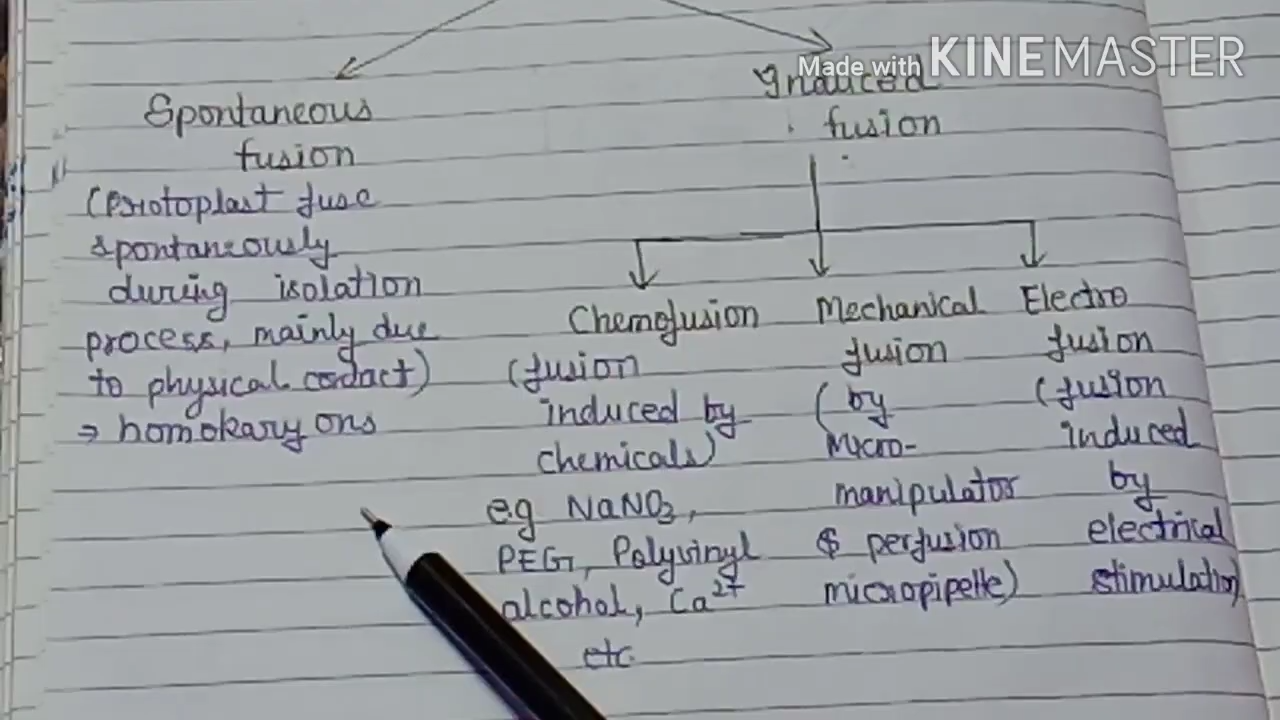 Made with KINEMASTER
Spontaneous
fusion
(Protoplast fuse
spontaneously
during isolation
process, mainly due
to physical contact)
→ homokaryons
Induced
fusion
Chemofusion
(fusion
induced by
chemicals)
e.g NaNO3,
PEG, Polyvinyl
alcohol, Ca2+
etc.
Mechanical
fusion
(by
Micro-
manipulator
& perfusion
micropipette)
Electro
fusion
(fusion
induced
by
electrical
stimulation)